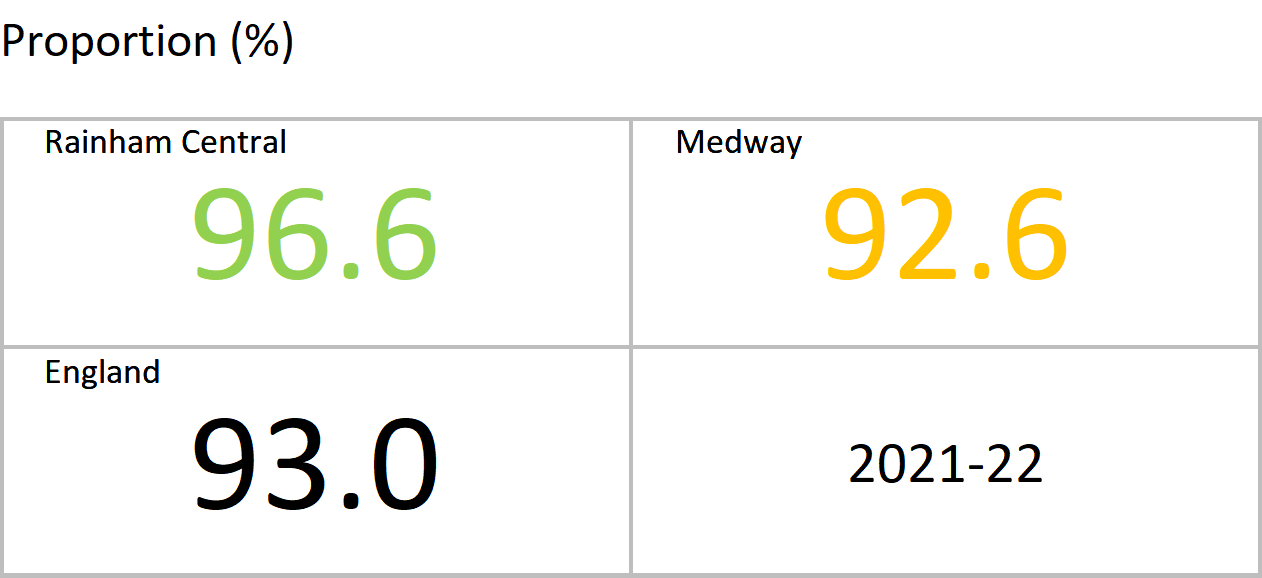 Proportion (%)
Rainham Central
96.6
Medway
92.6
England
93.0
2021-22